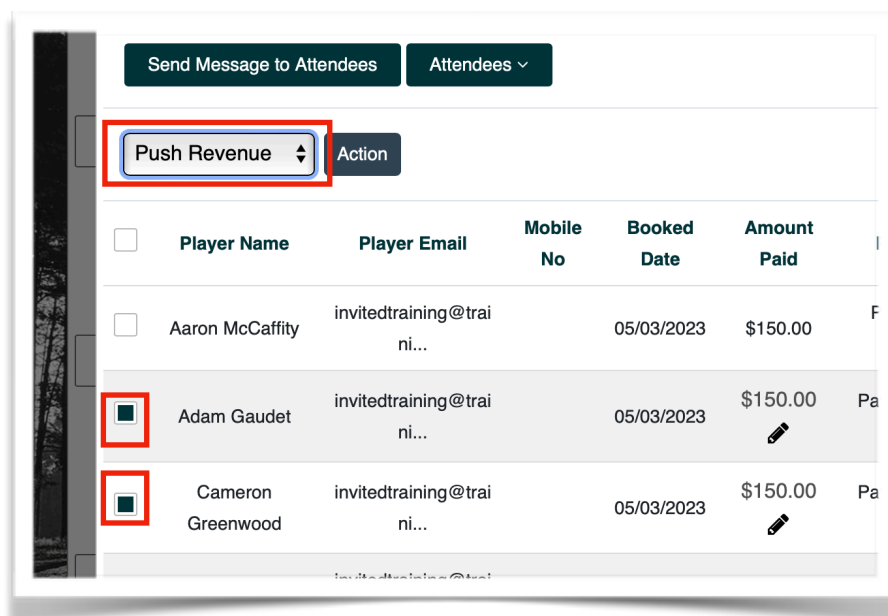 Send Message to Attendees Attendees
Push Revenue Action
Player Name Player Email Mobile No Booked Date Amount Paid
Aaron McCaffity invitedtraining@trai ni... 05/03/2023 $150.00
Adam Gaudet invitedtraining@trai ni... 05/03/2023 $150.00 Pa
Cameron Greenwood invitedtraining@trai ni... 05/03/2023 $150.00 Pa